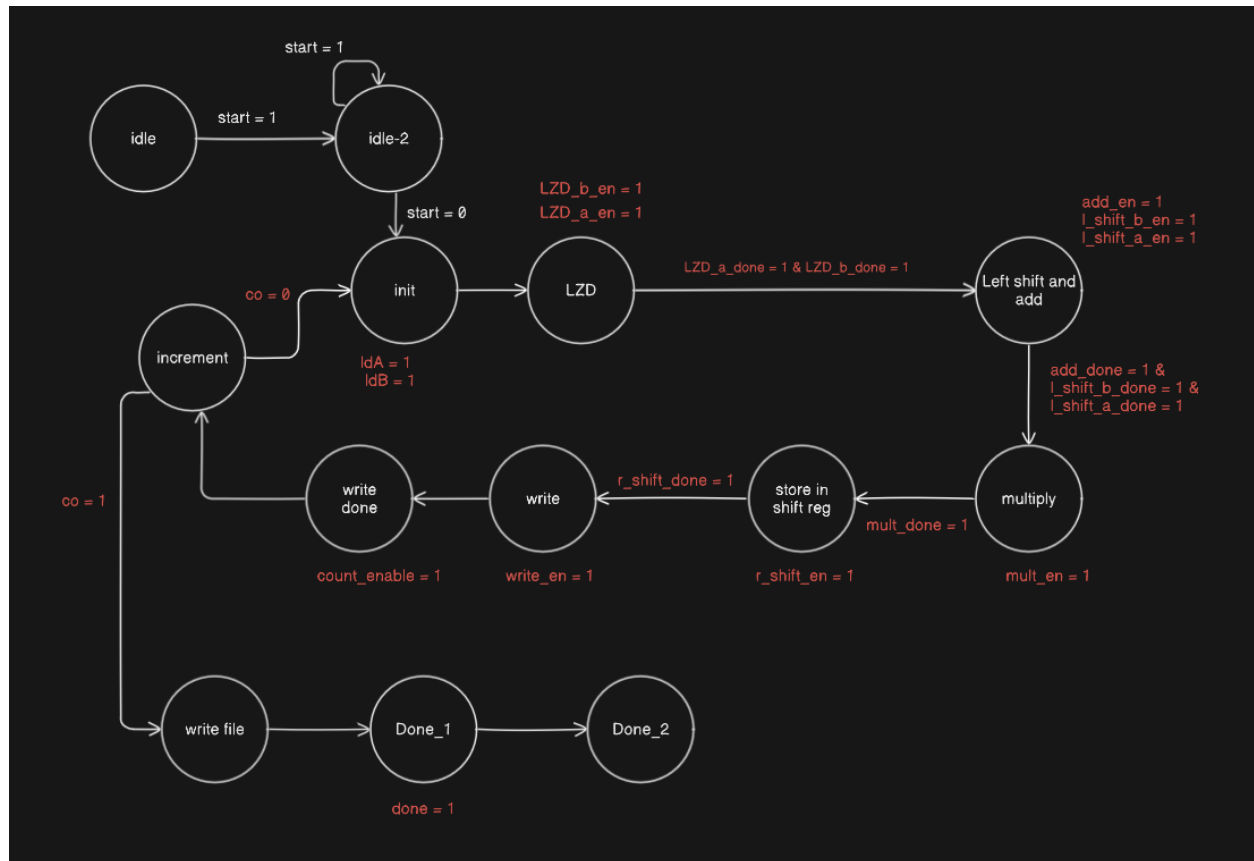 start = 1
idle
start = 1
idle-2
start = 0
LZD_b_en = 1
LZD_a_en = 1
add_en = 1
l_shift_b_en = 1
l_shift_a_en = 1
co = 0
init
LZD
LZD_a_done = 1 & LZD_b_done = 1
Left shift and
add
increment
ldA = 1
ldB = 1
add_done = 1 &
l_shift_b_done = 1 &
l_shift_a_done = 1
co = 1
write
done
write
r_shift_done = 1
store in
shift reg
mult_done = 1
multiply
count_enable = 1
write_en = 1
r_shift_en = 1
mult_en = 1
write file
Done_1
Done_2
done = 1